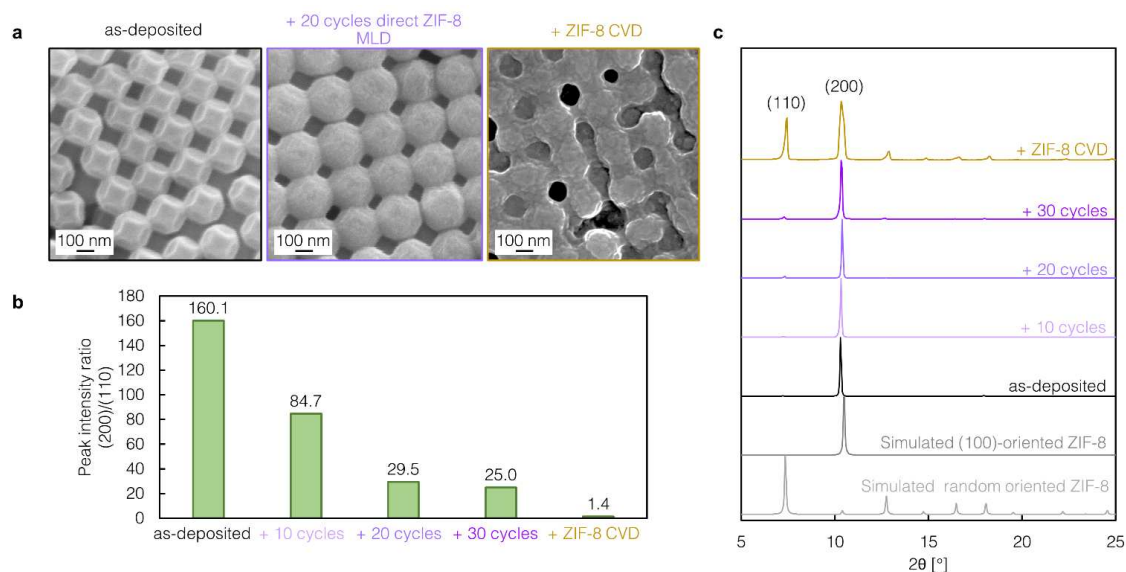 a
as-deposited
+ 20 cycles direct ZIF-8
MLD
+ ZIF-8 CVD
100 nm
100 nm
100 nm
b
Peak intensity ratio
(200)/(110)
180
160
140
120
100
80
60
40
20
0
160.1
84.7
29.5
25.0
1.4
as-deposited + 10 cycles + 20 cycles + 30 cycles + ZIF-8 CVD
c
(110)
(200)
+ ZIF-8 CVD
+ 30 cycles
+ 20 cycles
+ 10 cycles
as-deposited
Simulated (100)-oriented ZIF-8
Simulated random oriented ZIF-8
5 10 15 20 25
2θ [°]